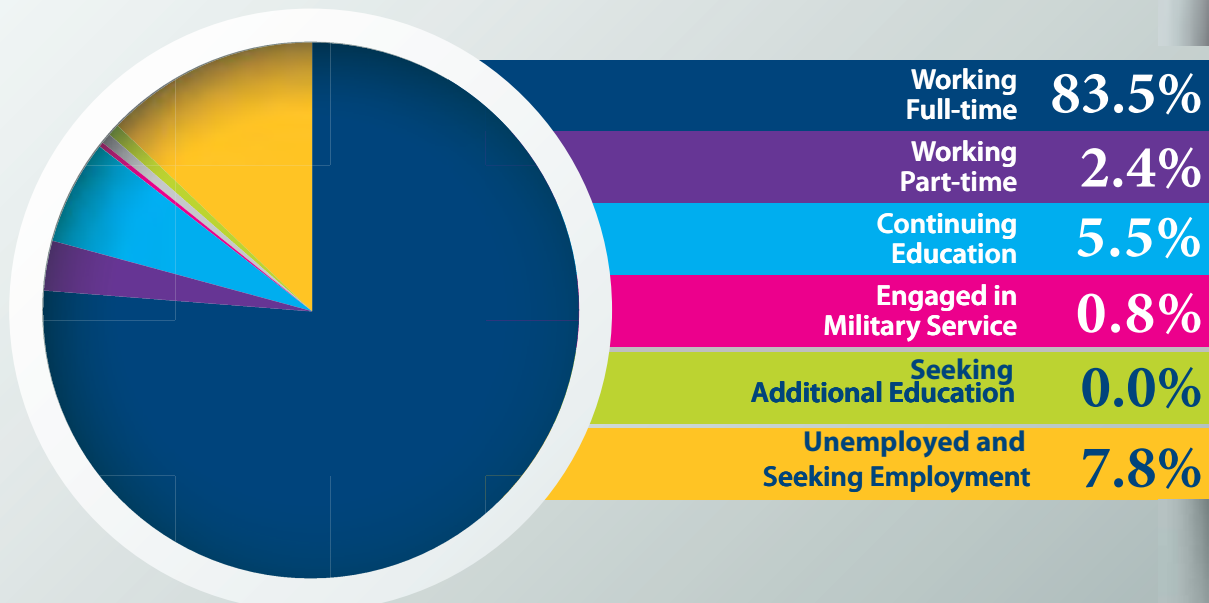 Working
Full-time 83.5%
Working
Part-time 2.4%
Continuing
Education 5.5%
Engaged in
Military Service 0.8%
Seeking
Additional Education 0.0%
Unemployed and
Seeking Employment 7.8%